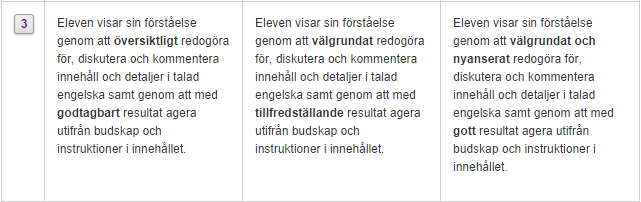 3
Eleven visar sin förståelse
genom att översiktligt redogöra
för, diskutera och kommentera
innehåll och detaljer i talad
engelska samt genom att med
godtagbart resultat agera
utifrån budskap och
instruktioner i innehållet.
Eleven visar sin förståelse
genom att välgrundat redogöra
för, diskutera och kommentera
innehåll och detaljer i talad
engelska samt genom att med
tillfredställande resultat agera
utifrån budskap och
instruktioner i innehållet.
Eleven visar sin förståelse
genom att välgrundat och
nyanserat redogöra för,
diskutera och kommentera
innehåll och detaljer i talad
engelska samt genom att med
gott resultat agera utifrån
budskap och instruktioner i
innehållet.